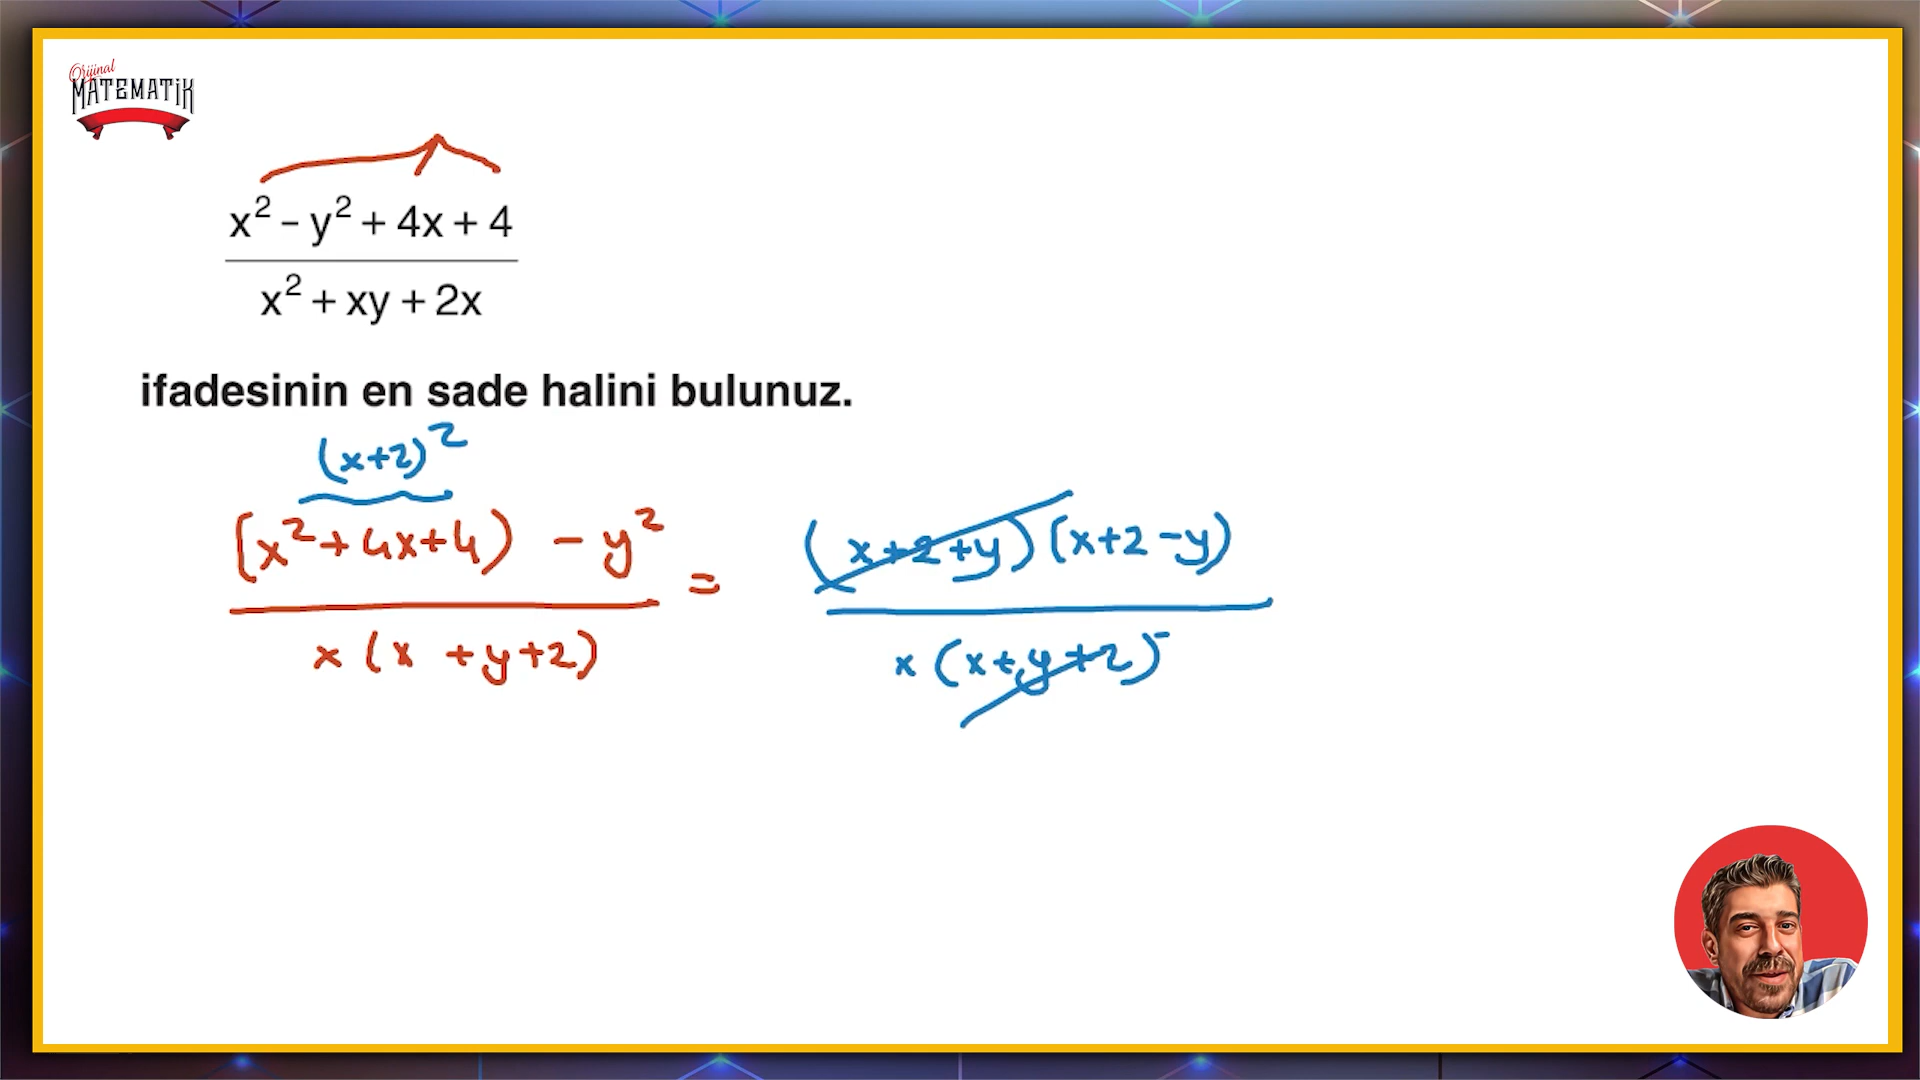 Orijinal
MATEMATİK
x² - y² + 4x + 4
x² + xy + 2x
ifadesinin en sade halini bulunuz.
(x+2)²
(x²+4x+4) - y² = (x+2+y)(x+2-y)
x(x+y+2) x(x+y+2)